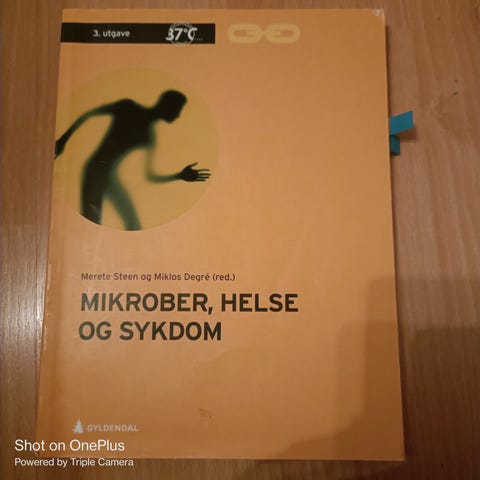 3. utgave
37°C
Merete Steen og Miklos Degré (red.)
MIKROBER, HELSE
OG SYKDOM
GYLDENDAL
Shot on OnePlus
Powered by Triple Camera